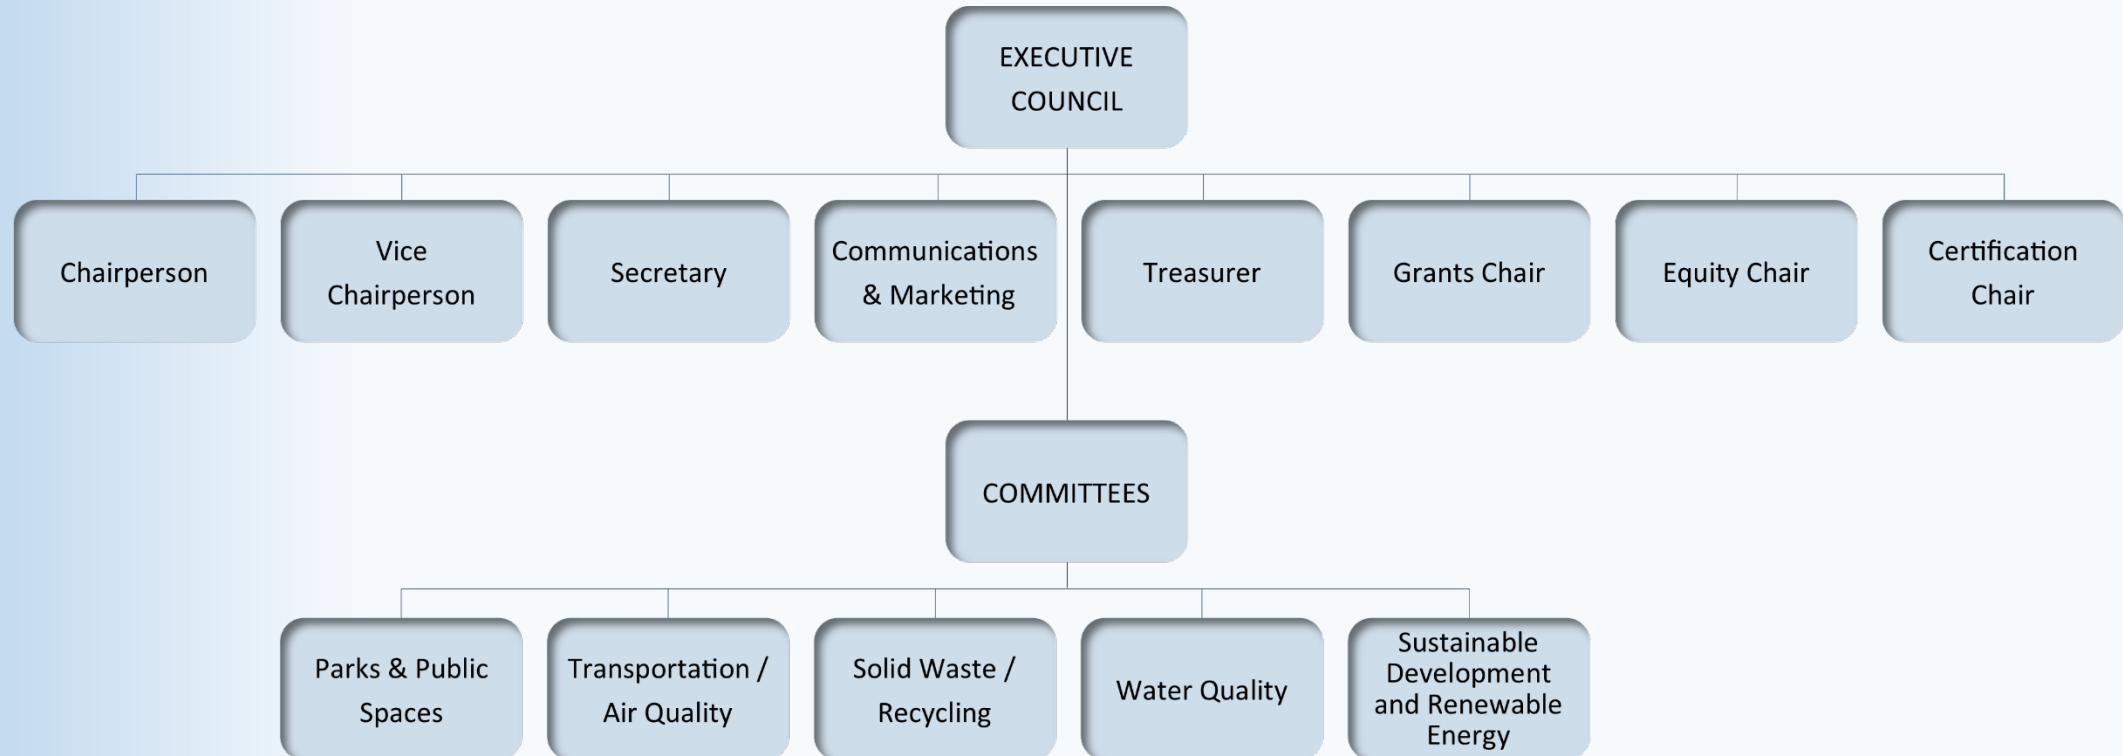 EXECUTIVE
COUNCIL
Chairperson
Vice
Chairperson
Secretary
Communications
& Marketing
Treasurer
Grants Chair
Equity Chair
Certification
Chair
COMMITTEES
Parks & Public
Spaces
Transportation /
Air Quality
Solid Waste /
Recycling
Water Quality
Sustainable
Development
and Renewable
Energy